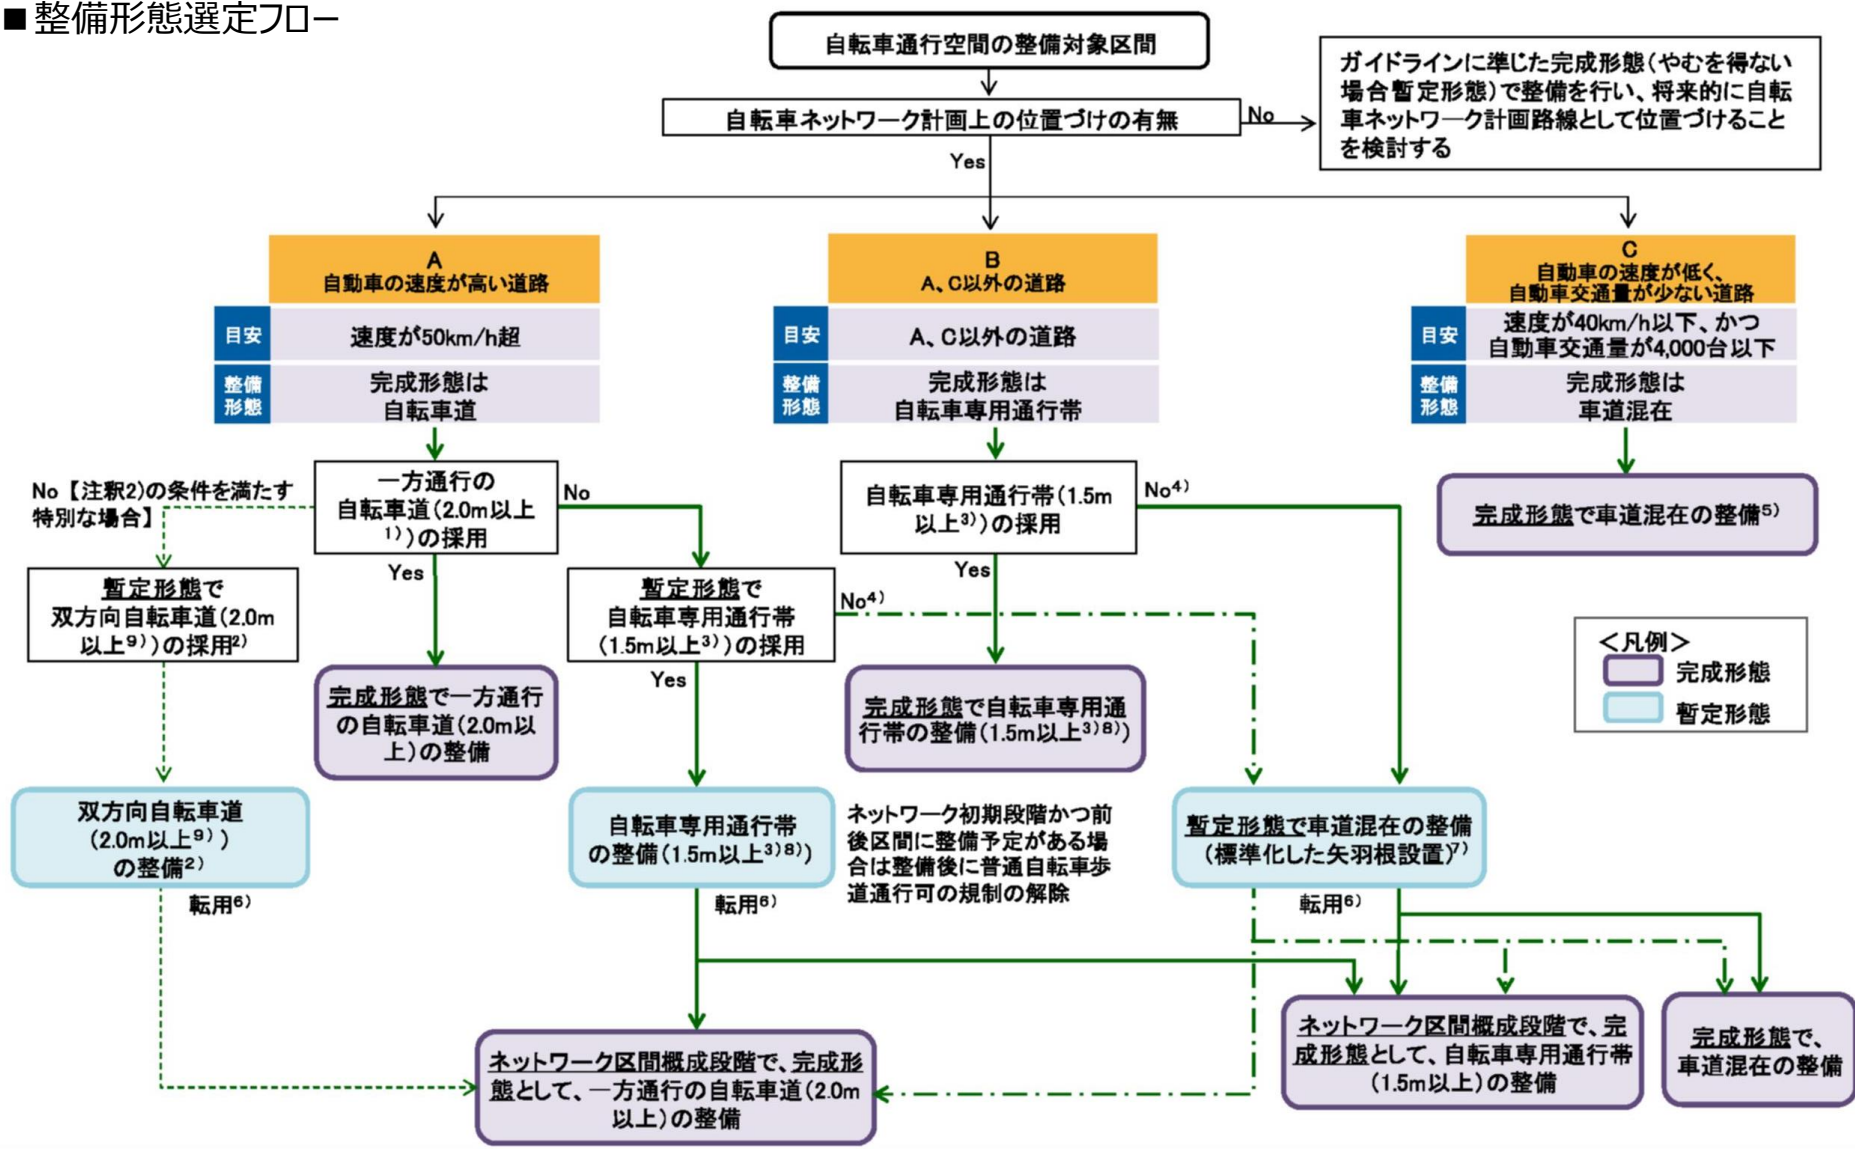 ■整備形態選定フロー
自転車通行空間の整備対象区間
自転車ネットワーク計画上の位置づけの有無
No
ガイドラインに準じた完成形態(やむを得ない
場合暫定形態)で整備を行い、将来的に自転
車ネットワーク計画路線として位置づけること
を検討する
Yes
A
自動車の速度が高い道路
目安
速度が50km/h超
整備
形態
完成形態は
自転車道
B
A、C以外の道路
目安
A、C以外の道路
整備
形態
完成形態は
自転車専用通行帯
C
自動車の速度が低く、
自動車交通量が少ない道路
目安
速度が40km/h以下、かつ
自動車交通量が4,000台以下
整備
形態
完成形態は
車道混在
No【注釈2)の条件を満たす
特別な場合】
一方通行の
自転車道(2.0m以上
1))の採用
No
Yes
自転車専用通行帯(1.5m
以上3))の採用
No4)
Yes
完成形態で車道混在の整備5)
暫定形態で
双方向自転車道(2.0m
以上9))の採用2)
暫定形態で
自転車専用通行帯
(1.5m以上3))の採用
No4)
Yes
完成形態で一方通行
の自転車道(2.0m以
上)の整備
完成形態で自転車専用通
行帯の整備(1.5m以上3)8))
<凡例>
完成形態
暫定形態
双方向自転車道
(2.0m以上9))
の整備2)
転用6)
自転車専用通行帯
の整備(1.5m以上3)8))
転用6)
ネットワーク初期段階かつ前
後区間に整備予定がある場
合は整備後に普通自転車歩
道通行可の規制の解除
暫定形態で車道混在の整備
(標準化した矢羽根設置)7)
転用6)
ネットワーク区間概成段階で、完成形
態として、一方通行の自転車道(2.0m
以上)の整備
ネットワーク区間概成段階で、完
成形態として、自転車専用通行帯
(1.5m以上)の整備
完成形態で、
車道混在の整備